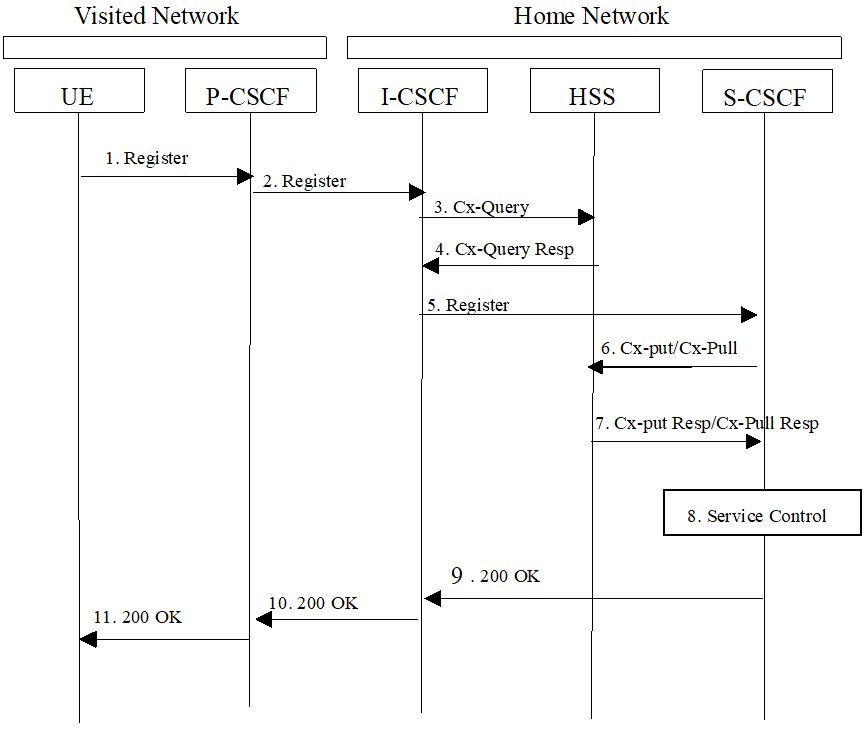 Visited Network
Home Network
UE
P-CSCF
I-CSCF
HSS
S-CSCF
1. Register
2. Register
3. Cx-Query
4. Cx-Query Resp
5. Register
6. Cx-put/Cx-Pull
7. Cx-put Resp/Cx-Pull Resp
8. Service Control
9 . 200 OK
10. 200 OK
11. 200 OK